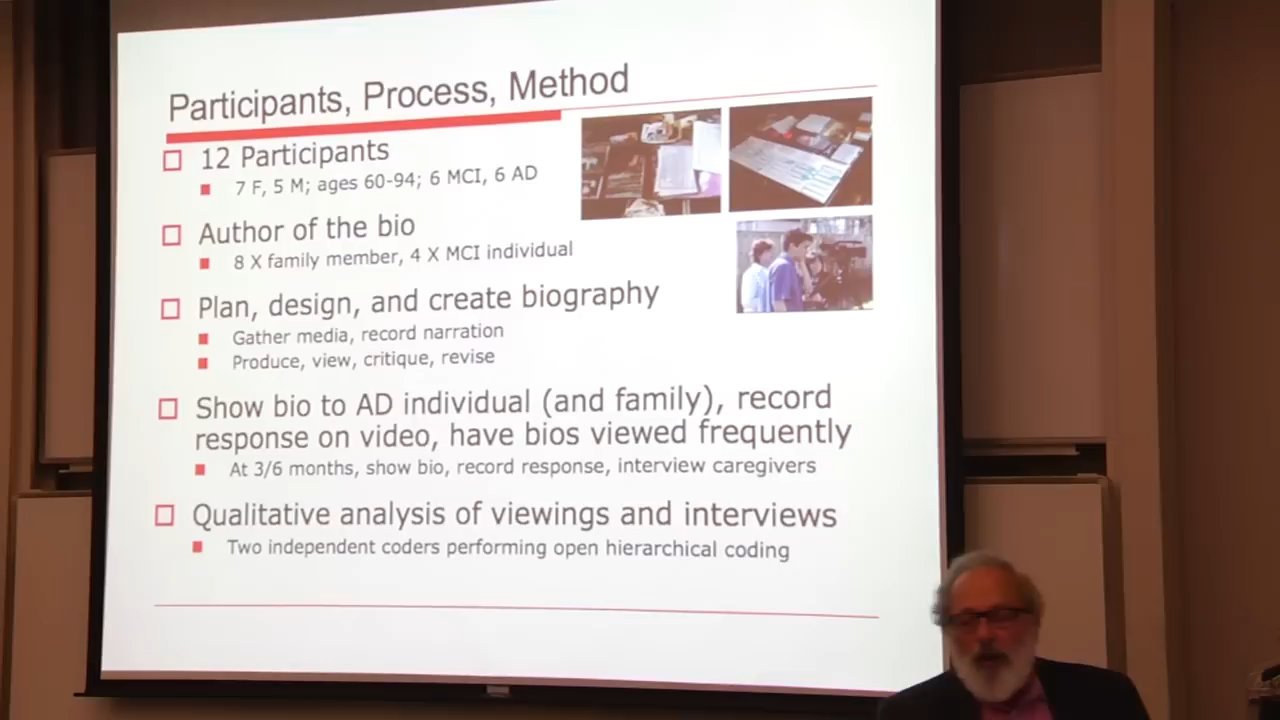 Participants, Process, Method
12 Participants
7 F, 5 M; ages 60-94; 6 MCI, 6 AD
Author of the bio
8 X family member, 4 X MCI individual
Plan, design, and create biography
Gather media, record narration
Produce, view, critique, revise
Show bio to AD individual (and family), record
response on video, have bios viewed frequently
At 3/6 months, show bio, record response, interview caregivers
Qualitative analysis of viewings and interviews
Two independent coders performing open hierarchical coding